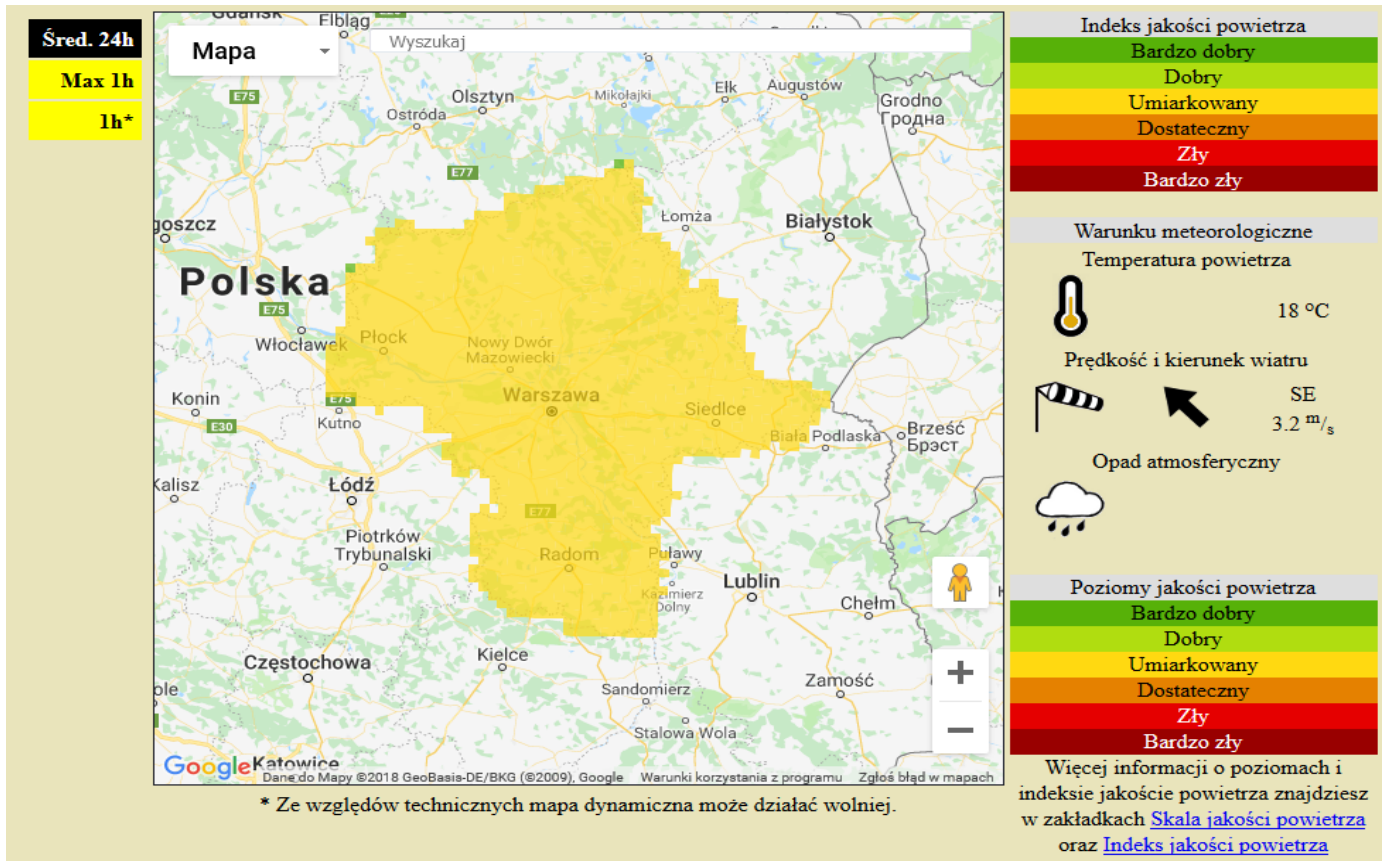 Śred. 24h
Max 1h
1h*
Mapa
Wyszukaj
Gdańsk
Elbląg
E75
Olsztyn
Ostróda
Mikołajki
Ełk
Augustów
Grodno
Гродна
E77
Łomża
Białystok
goszcz
Polska
E75
Włocławek
Płock
Nowy Dwór
Mazowiecki
Warszawa
Siedlce
Konin
E75
E30
Kutno
Biała Podlaska
Brześć
Брэст
Kalisz
Łódź
E77
Piotrków
Trybunalski
Radom
Puławy
Kazimierz
Dolny
Lublin
Chełm
Częstochowa
Kielce
ole
Sandomierz
Zamość
Stalowa Wola
Google
Katowice
Dane do Mapy ©2018 GeoBasis-DE/BKG (©2009), Google
Warunki korzystania z programu
Zgłoś błąd w mapach
* Ze względów technicznych mapa dynamiczna może działać wolniej.
Indeks jakości powietrza
Bardzo dobry
Dobry
Umiarkowany
Dostateczny
Zły
Bardzo zły
Warunku meteorologiczne
Temperatura powietrza
18 °C
Prędkość i kierunek wiatru
SE
3.2 m/s
Opad atmosferyczny
Poziomy jakości powietrza
Bardzo dobry
Dobry
Umiarkowany
Dostateczny
Zły
Bardzo zły
Więcej informacji o poziomach i
indeksie jakoście powietrza znajdziesz
w zakładkach Skala jakości powietrza
oraz Indeks jakości powietrza